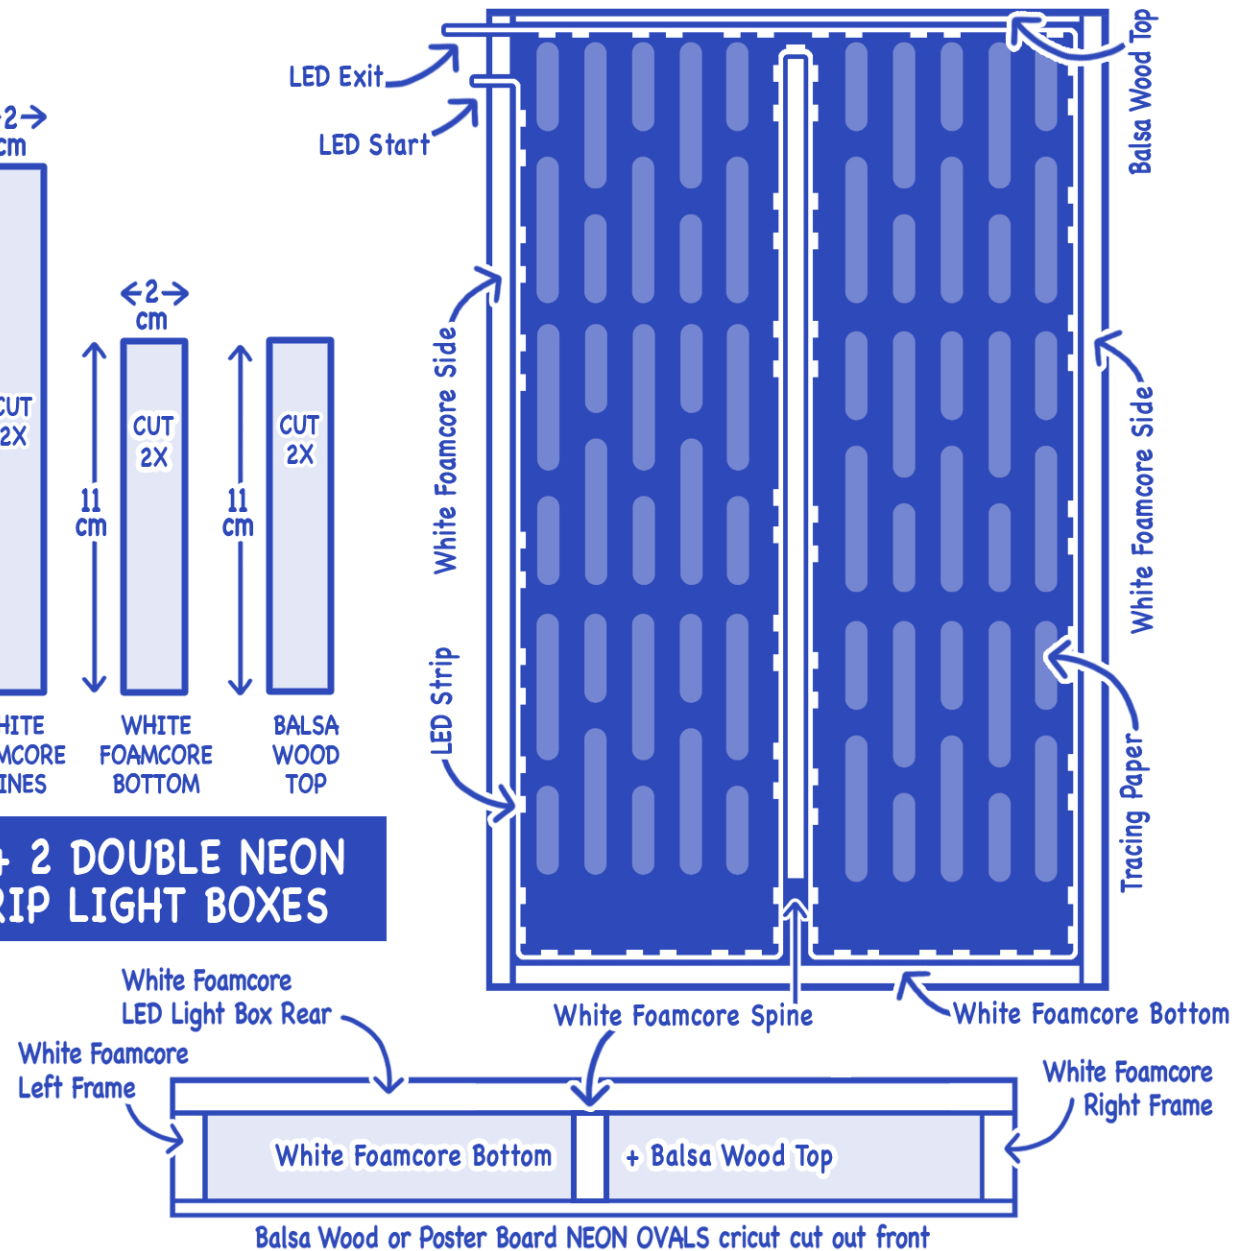 LED Exit
LED Start
Balsa Wood Top
2
cm
CUT
2X
2
cm
CUT
2X
11
cm
CUT
2X
11
cm
White Foamcore Side
White Foamcore Side
LED Strip
Tracing Paper
WHITE
FOAMCORE
BOTTOM
BALSA
WOOD
TOP
+ 2 DOUBLE NEON
LIGHT BOXES
White Foamcore
LED Light Box Rear
White Foamcore Spine
White Foamcore Bottom
White Foamcore
Left Frame
White Foamcore
Right Frame
White Foamcore Bottom
+ Balsa Wood Top
Balsa Wood or Poster Board NEON OVALS cricut cut out front